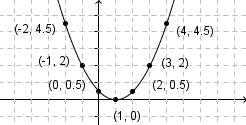 (-2, 4.5) (4, 4.5)
(-1, 2) (3, 2)
(0, 0.5) (2, 0.5)
(1, 0)